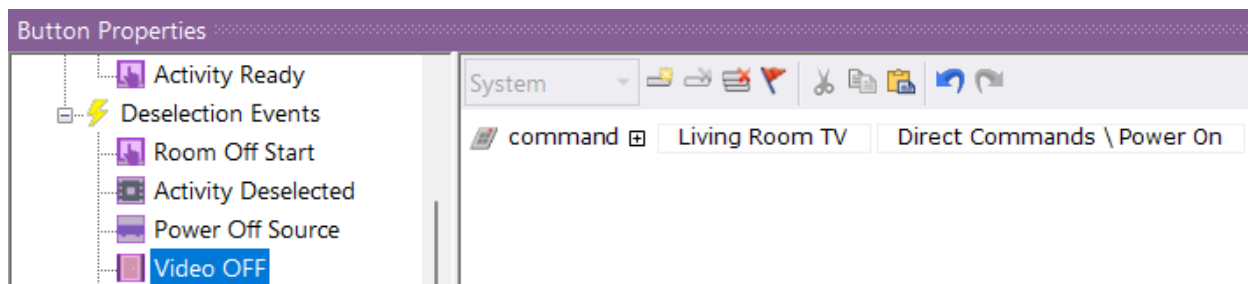 Button Properties
Activity Ready
Deselection Events
Room Off Start
Activity Deselected
Power Off Source
Video OFF
System
command Living Room TV Direct Commands \ Power On